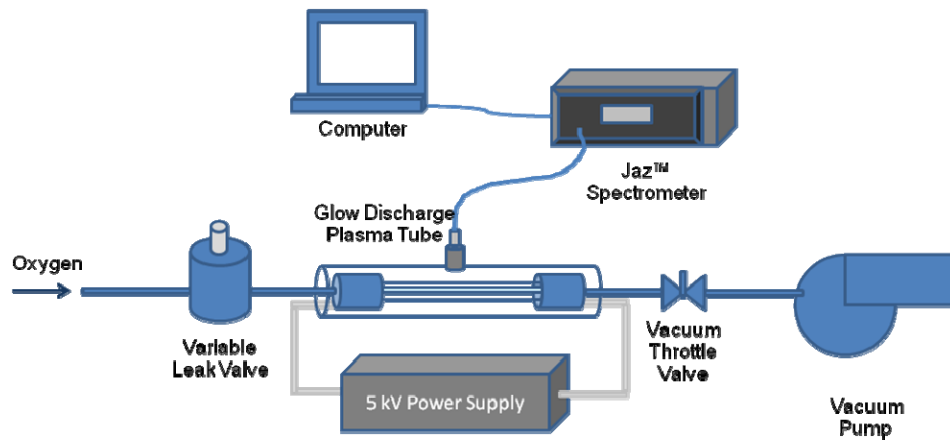 Computer
Jaz™
Spectrometer
Glow Discharge
Plasma Tube
Oxygen
Variable
Leak Valve
Vacuum
Throttle
Valve
5 kV Power Supply
Vacuum
Pump